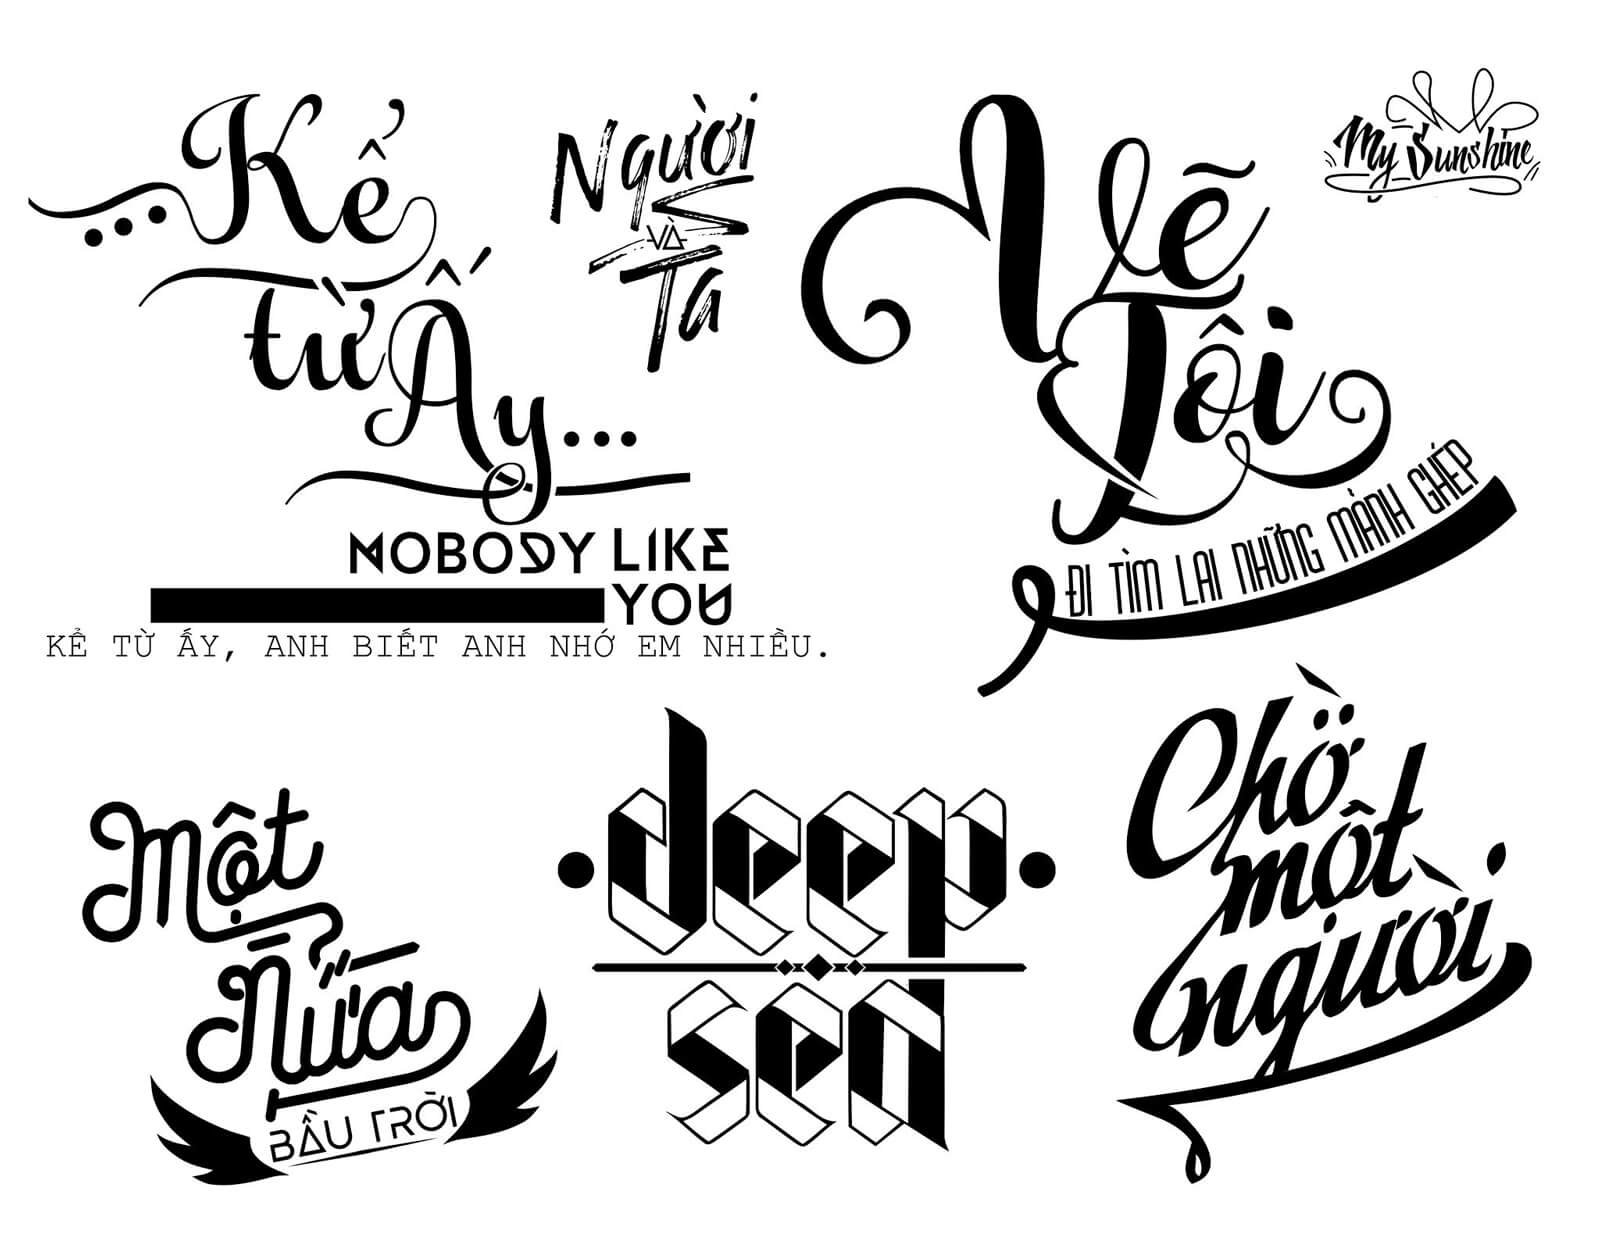 ...Kể
từ Ấy...
NOBODY LIKE
YOU
KỂ TỪ ẤY, ANH BIẾT ANH NHỚ EM NHIỀU.
Người
và
Ta
Vẽ
Tôi
ĐI TÌM LẠI NHỮNG MẢNH GHÉP
My Sunshine
Một
Nửa
BẦU TRỜI
deep
sea
Chờ
một
người